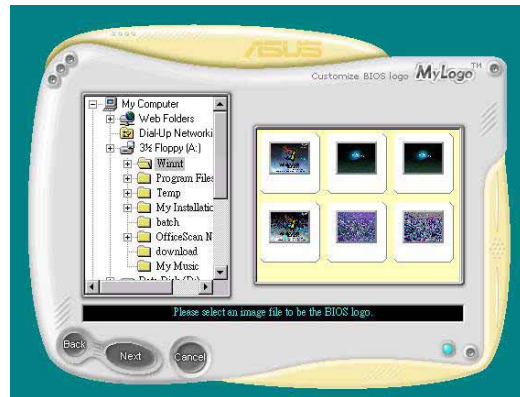 ASUS
Customize BIOS logo MyLogo™
My Computer
Web Folders
Dial-Up Networki
3½ Floppy (A:)
Winnt
Program Files
Temp
My Installatic
batch
OfficeScan N
download
My Music
Please select an image file to be the BIOS logo.
Back
Next
Cancel